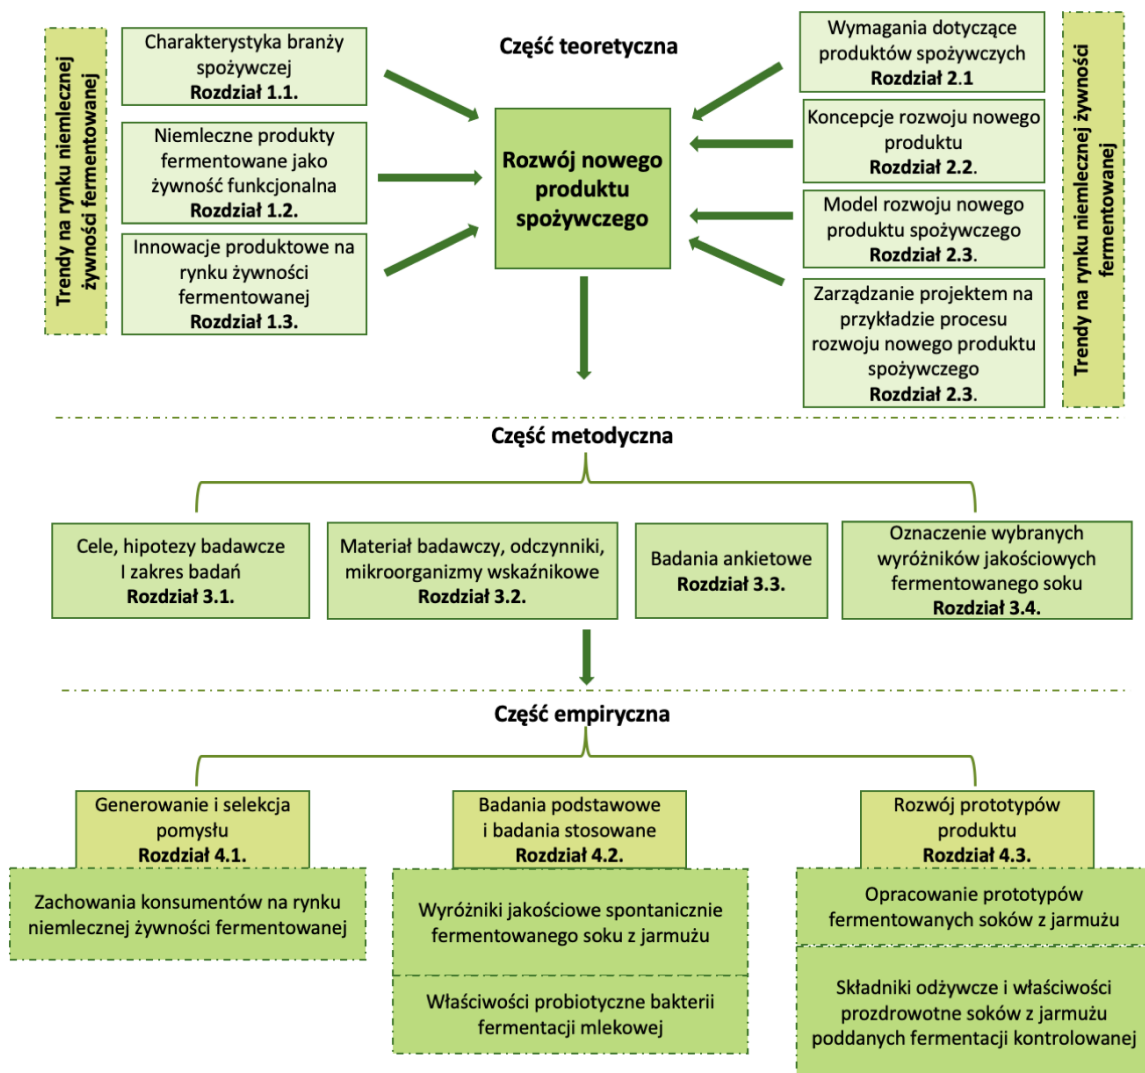 Część teoretyczna
Trendy na rynku niemlecznej
żywności fermentowanej
Charakterystyka branży
spożywczej
Rozdział 1.1.
Niemleczne produkty
fermentowane jako
żywność funkcjonalna
Rozdział 1.2.
Innowacje produktowe na
rynku żywności
fermentowanej
Rozdział 1.3.
Rozwój nowego
produktu
spożywczego
Wymagania dotyczące
produktów spożywczych
Rozdział 2.1
Koncepcje rozwoju nowego
produktu
Rozdział 2.2.
Model rozwoju nowego
produktu spożywczego
Rozdział 2.3.
Zarządzanie projektem na
przykładzie procesu
rozwoju nowego produktu
spożywczego
Rozdział 2.3.
Trendy na rynku niemlecznej żywności
fermentowanej
Część metodyczna
Cele, hipotezy badawcze
I zakres badań
Rozdział 3.1.
Materiał badawczy, odczynniki,
mikroorganizmy wskaźnikowe
Rozdział 3.2.
Badania ankietowe
Rozdział 3.3.
Oznaczenie wybranych
wyróżników jakościowych
fermentowanego soku
Rozdział 3.4.
Część empiryczna
Generowanie i selekcja
pomysłu
Rozdział 4.1.
Zachowania konsumentów na rynku
niemlecznej żywności fermentowanej
Badania podstawowe
i badania stosowane
Rozdział 4.2.
Wyróżniki jakościowe spontanicznie
fermentowanego soku z jarmużu
Właściwości probiotyczne bakterii
fermentacji mlekowej
Rozwój prototypów
produktu
Rozdział 4.3.
Opracowanie prototypów
fermentowanych soków z jarmużu
Składniki odżywcze i właściwości
prozdrowotne soków z jarmużu
poddanych fermentacji kontrolowanej